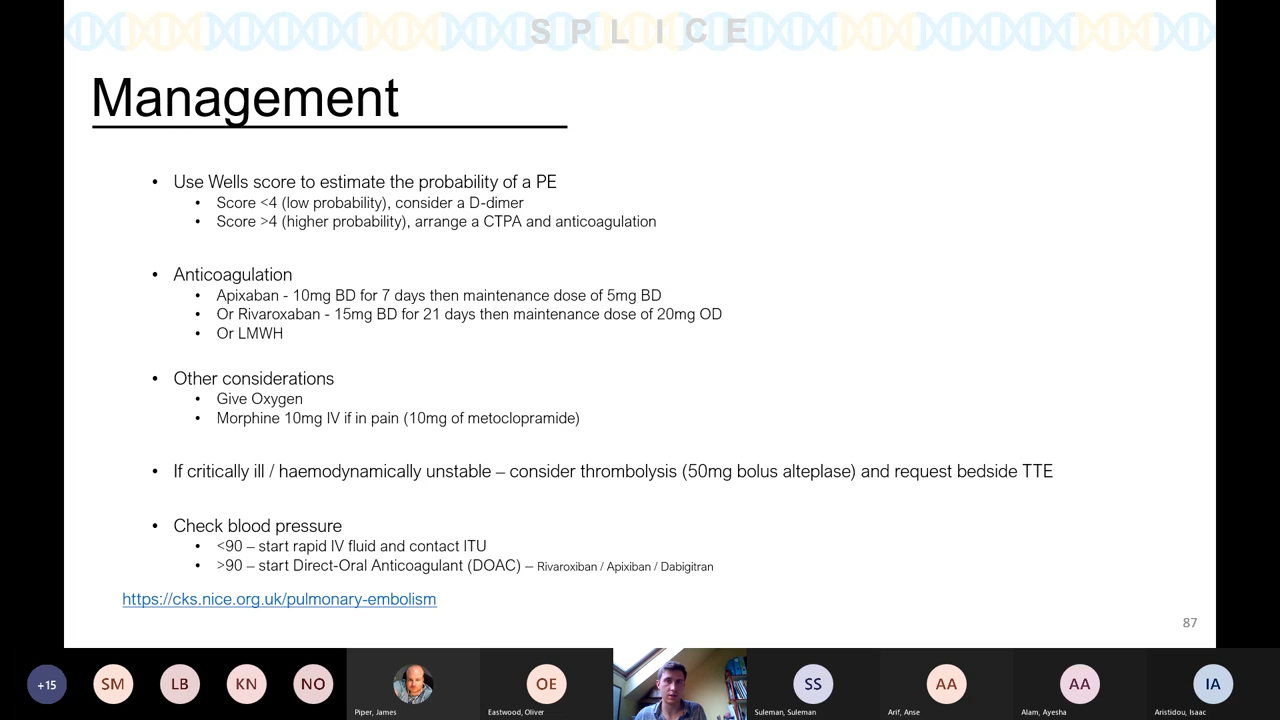 S P L I C E
Management
• Use Wells score to estimate the probability of a PE
• Score <4 (low probability), consider a D-dimer
• Score >4 (higher probability), arrange a CTPA and anticoagulation
• Anticoagulation
• Apixaban - 10mg BD for 7 days then maintenance dose of 5mg BD
• Or Rivaroxaban - 15mg BD for 21 days then maintenance dose of 20mg OD
• Or LMWH
• Other considerations
• Give Oxygen
• Morphine 10mg IV if in pain (10mg of metoclopramide)
• If critically ill / haemodynamically unstable – consider thrombolysis (50mg bolus alteplase) and request bedside TTE
• Check blood pressure
• <90 – start rapid IV fluid and contact ITU
• >90 – start Direct-Oral Anticoagulant (DOAC) – Rivaroxiban / Apixiban / Dabigitran
https://cks.nice.org.uk/pulmonary-embolism
87
+15 SM LB KN NO OE SS AA AA IA
Piper, James Eastwood, Oliver Suleman, Suleman Arif, Anse Alam, Ayesha Aristidou, Isaac